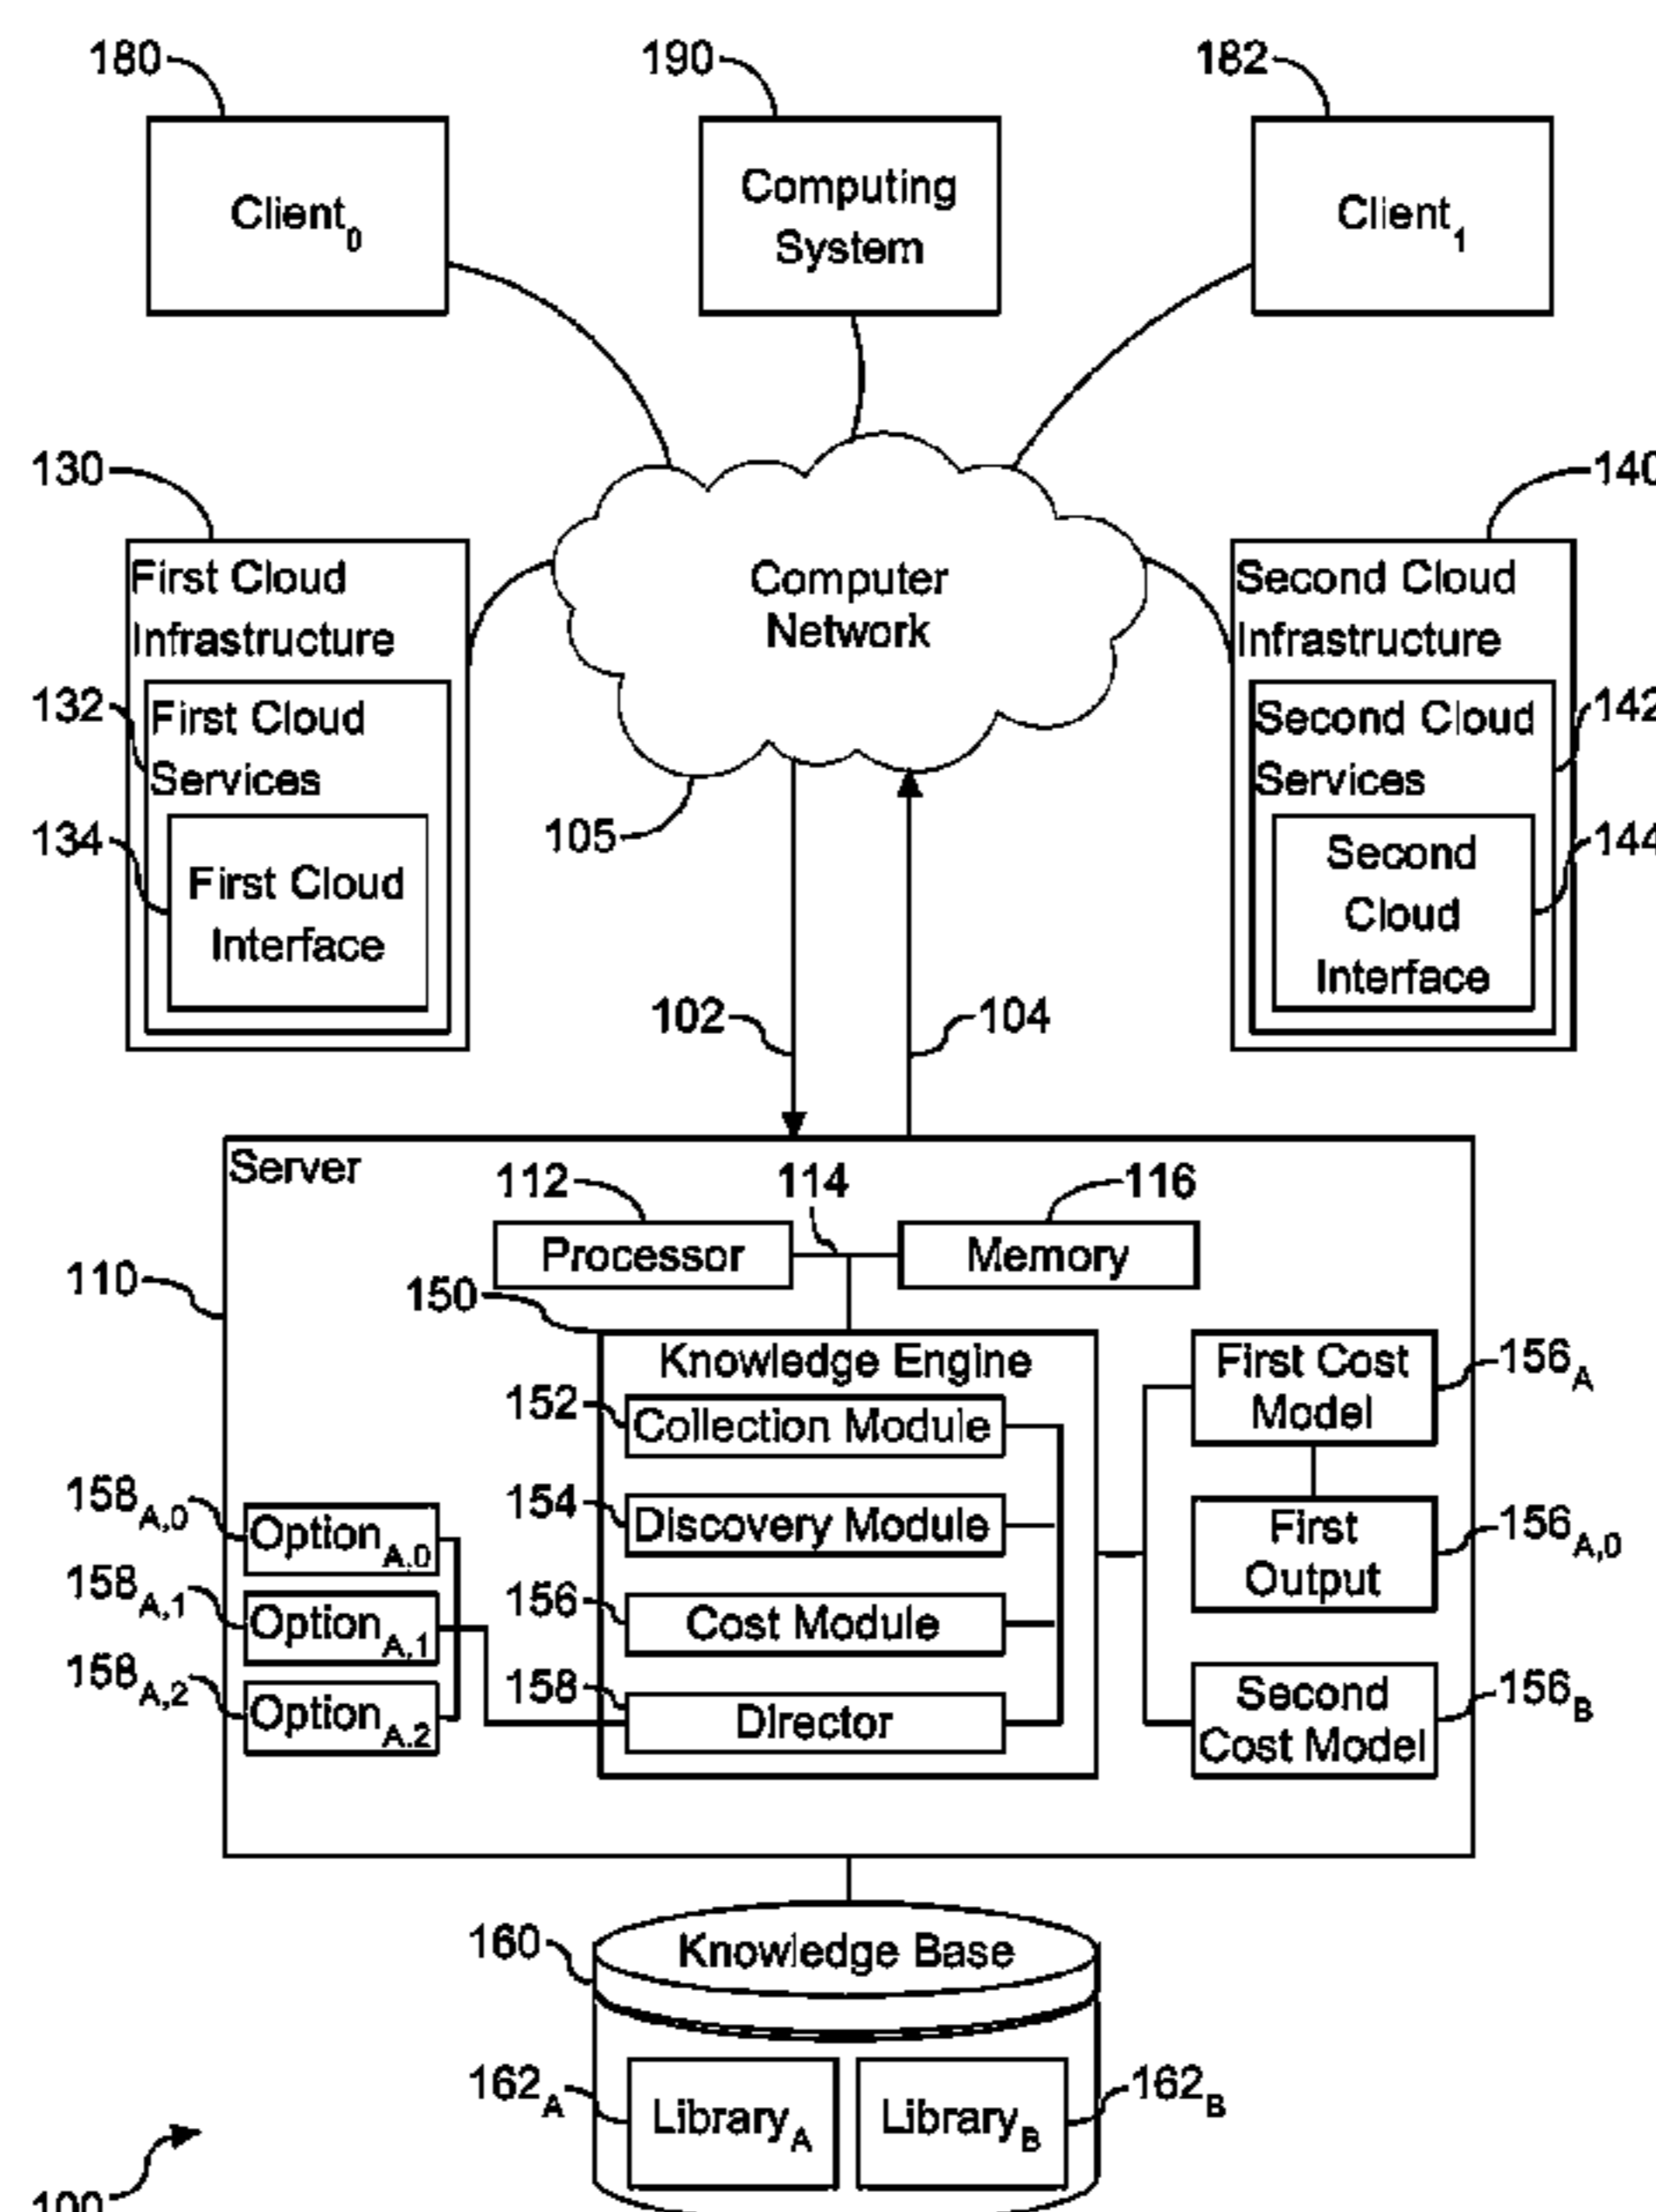 180
190
182
Client0
Computing
System
Client1
130
140
First Cloud
Infrastructure
Computer
Network
Second Cloud
Infrastructure
132
First Cloud
Services
142
Second Cloud
Services
134
First Cloud
Interface
105
144
Second
Cloud
Interface
102
104
Server
112
114
116
Processor
Memory
110
150
Knowledge Engine
First Cost
Model
156A
152
Collection Module
158A,0
OptionA,0
154
Discovery Module
First
Output
156A,0
158A,1
OptionA,1
156
Cost Module
158A,2
OptionA.2
158
Director
Second
Cost Model
156B
160
Knowledge Base
162A
LibraryA
LibraryB
162B
100